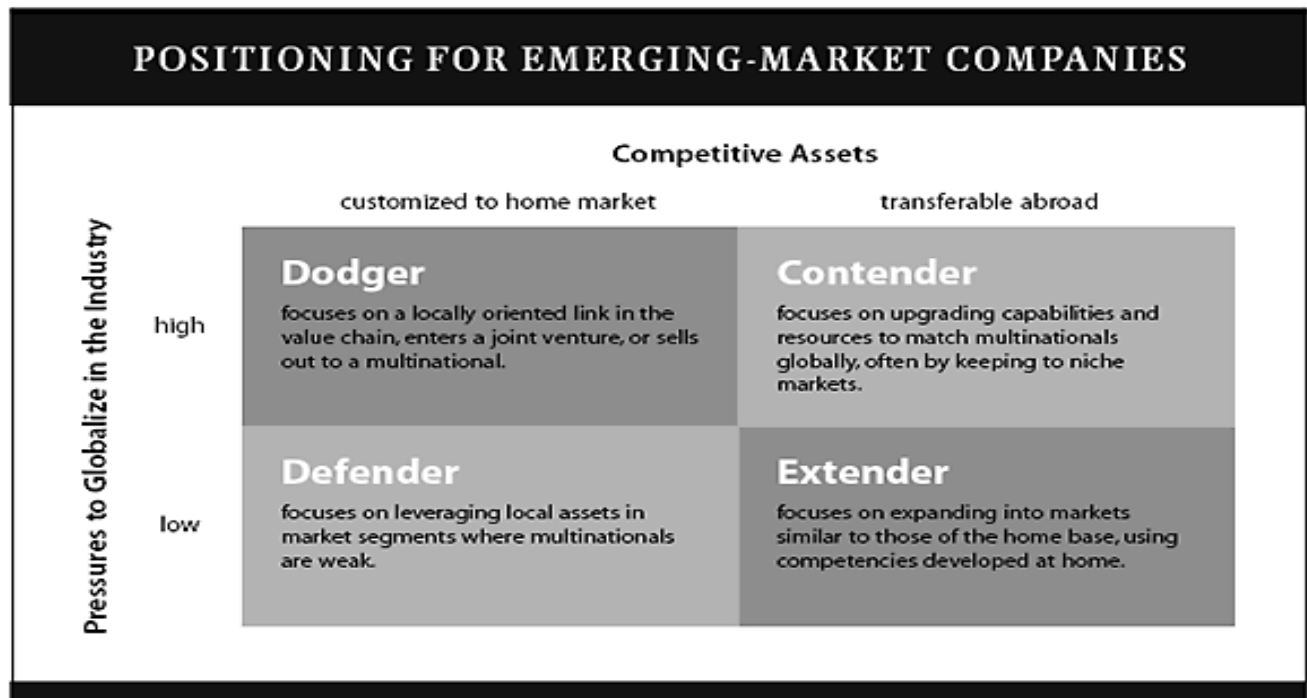 POSITIONING FOR EMERGING-MARKET COMPANIES
Competitive Assets
customized to home market
transferable abroad
Pressures to Globalize in the Industry
high
Dodger
focuses on a locally oriented link in the
value chain, enters a joint venture, or sells
out to a multinational.
Contender
focuses on upgrading capabilities and
resources to match multinationals
globally, often by keeping to niche
markets.
low
Defender
focuses on leveraging local assets in
market segments where multinationals
are weak.
Extender
focuses on expanding into markets
similar to those of the home base, using
competencies developed at home.